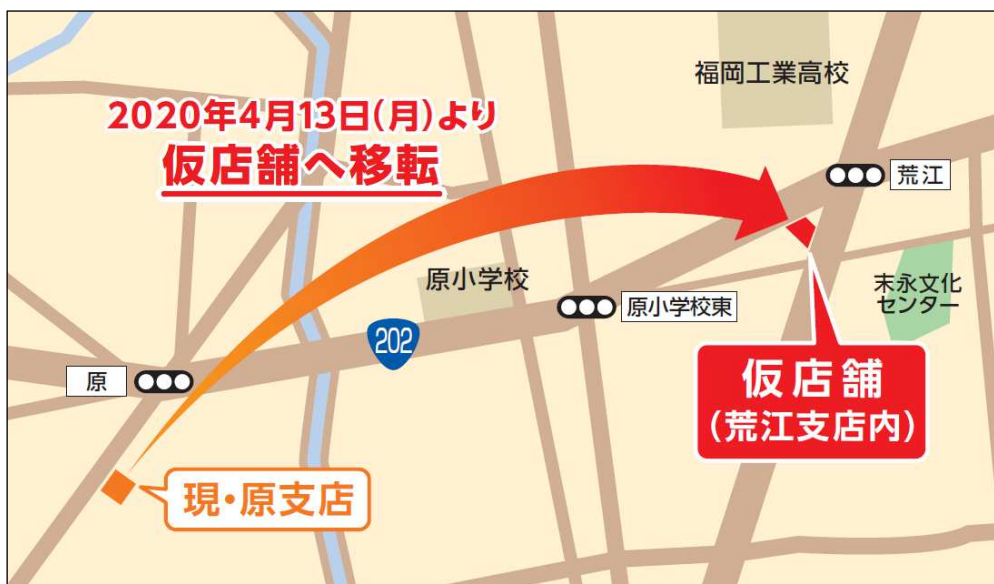 福岡工業高校
2020年4月13日(月)より
仮店舗へ移転
荒江
原小学校
末永文化
センター
原小学校東
202
原
仮店舗
(荒江支店内)
現・原支店